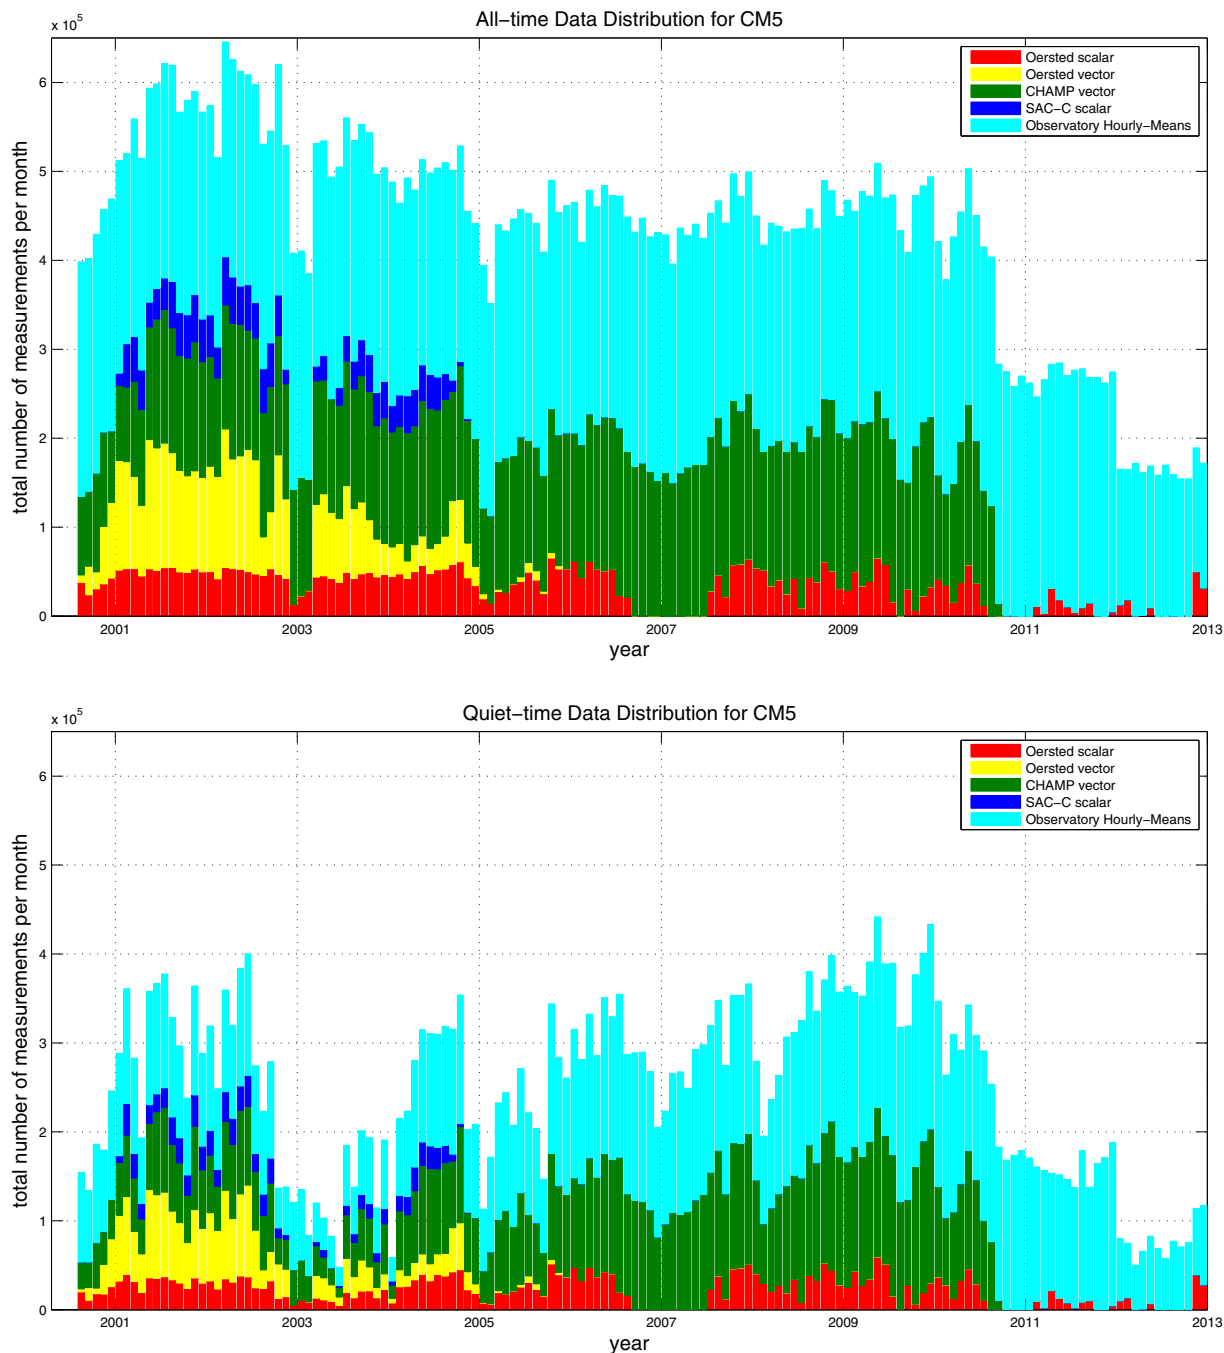 All-time Data Distribution for CM5
x 10^5
Oersted scalar
Oersted vector
CHAMP vector
SAC-C scalar
Observatory Hourly-Means
total number of measurements per month
6
5
4
3
2
1
0
2001 2003 2005 2007 2009 2011 2013
year
Quiet-time Data Distribution for CM5
x 10^5
Oersted scalar
Oersted vector
CHAMP vector
SAC-C scalar
Observatory Hourly-Means
total number of measurements per month
6
5
4
3
2
1
0
2001 2003 2005 2007 2009 2011 2013
year